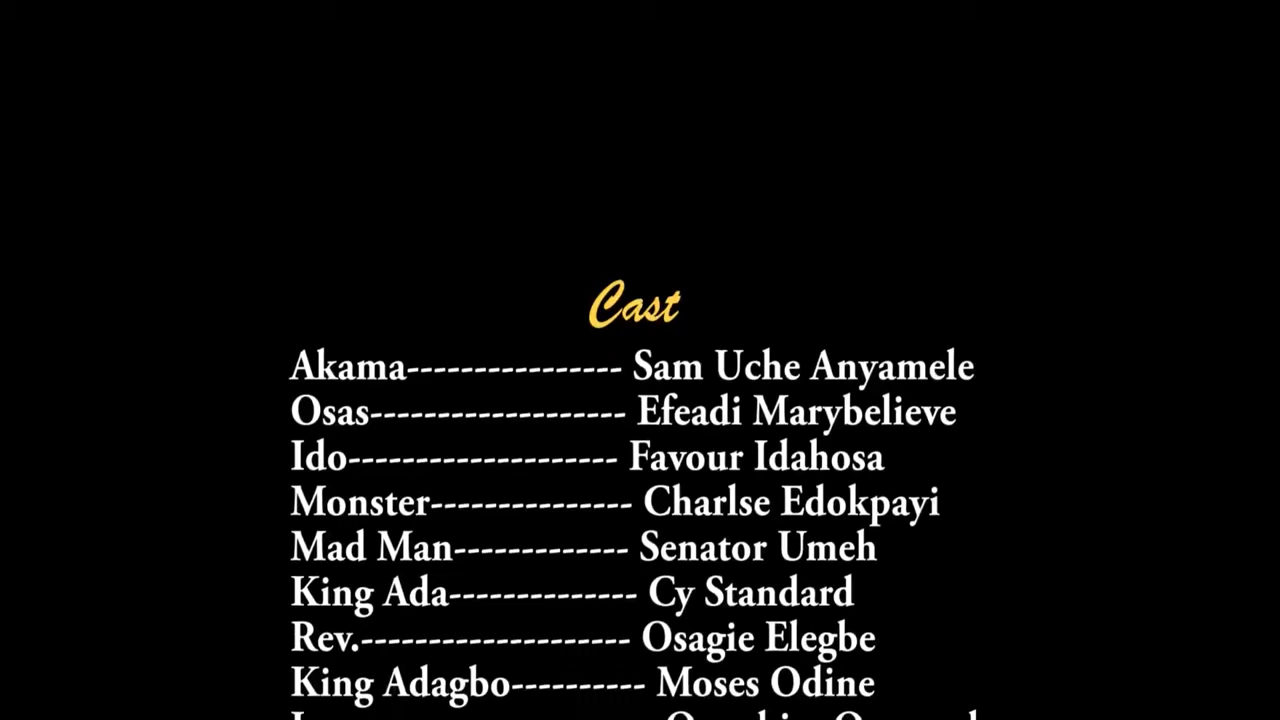 Cast
Akama---------------- Sam Uche Anyamele
Osas------------------- Efeadi Marybelieve
Ido-------------------- Favour Idahosa
Monster--------------- Charlse Edokpayi
Mad Man------------- Senator Umeh
King Ada-------------- Cy Standard
Rev.-------------------- Osagie Elegbe
King Adagbo---------- Moses Odine